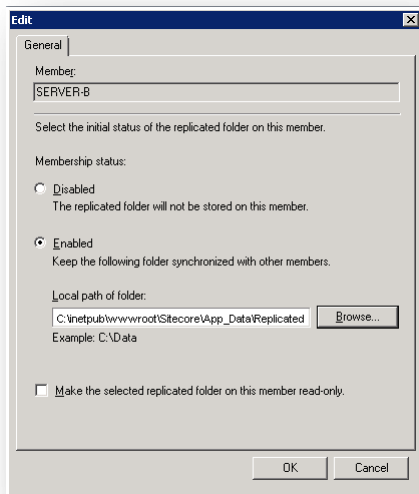 Edit
General
Member:
SERVER-B
Select the initial status of the replicated folder on this member.
Membership status:
Disabled
The replicated folder will not be stored on this member.
Enabled
Keep the following folder synchronized with other members.
Local path of folder:
C:\inetpub\wwwroot\Sitecore\App_Data\Replicated
Browse...
Example: C:\Data
Make the selected replicated folder on this member read-only.
OK Cancel